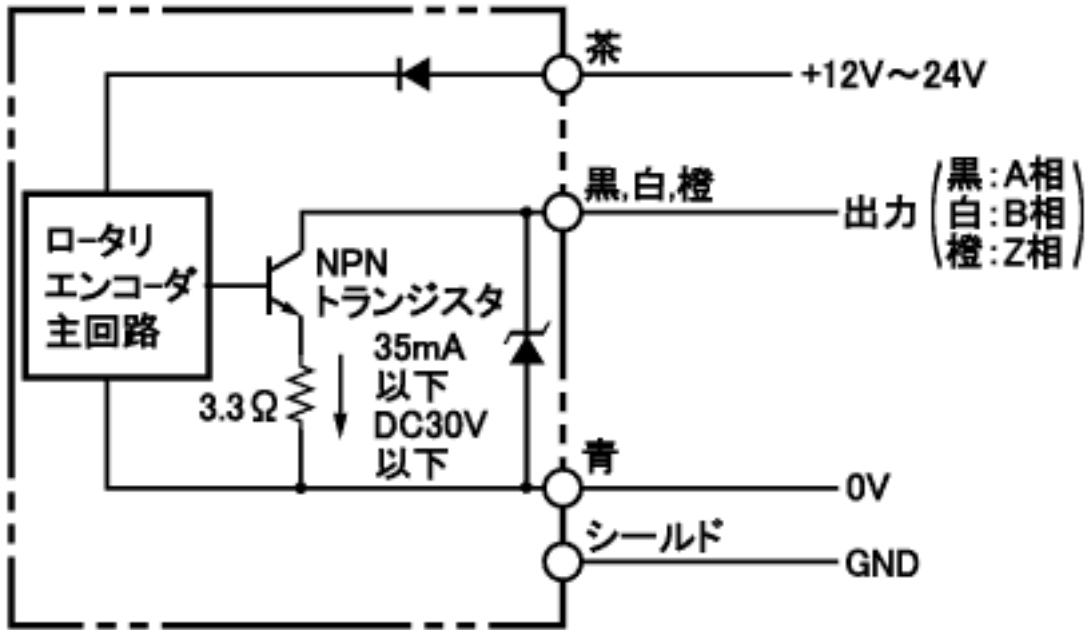 茶
+12V～24V
黒,白,橙
出力
黒:A相
白:B相
橙:Z相
ロータリ
エンコーダ
主回路
NPN
トランジスタ
35mA
以下
DC30V
以下
3.3Ω
青
0V
シールド
GND